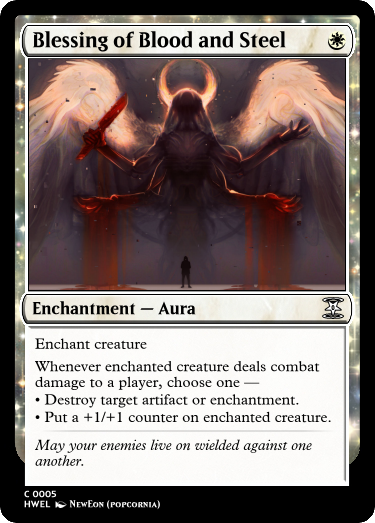 Blessing of Blood and Steel
Enchantment — Aura
Enchant creature
Whenever enchanted creature deals combat
damage to a player, choose one —
• Destroy target artifact or enchantment.
• Put a +1/+1 counter on enchanted creature.
May your enemies live on wielded against one
another.
C 0005
HWEL NewEon (popcornia)